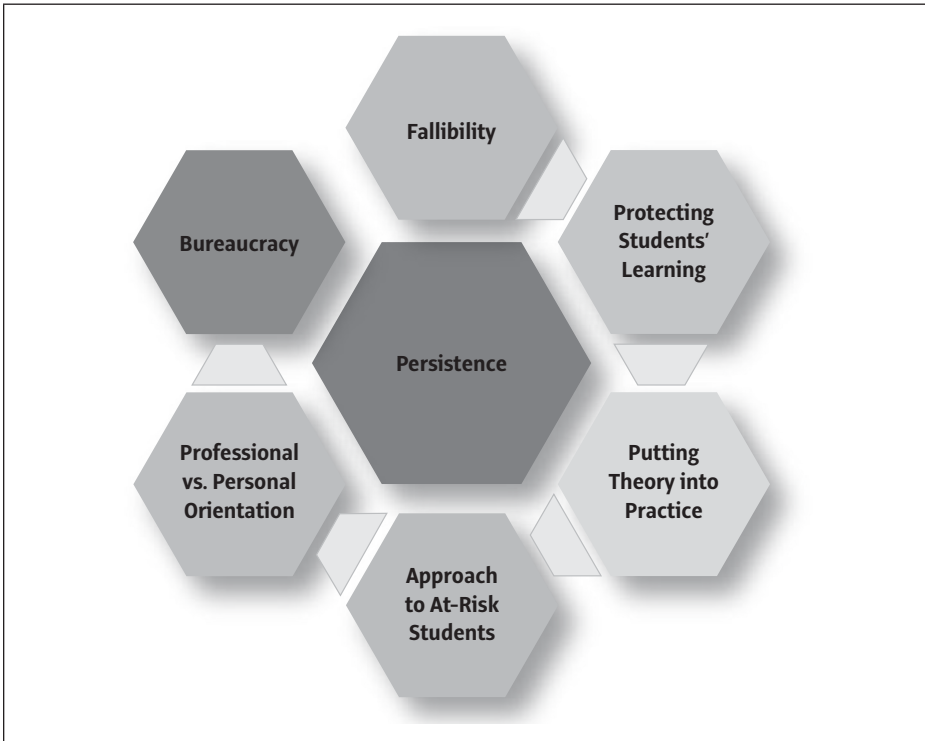 Fallibility
Protecting
Students'
Learning
Bureaucracy
Persistence
Professional
vs. Personal
Orientation
Putting
Theory into
Practice
Approach
to At-Risk
Students